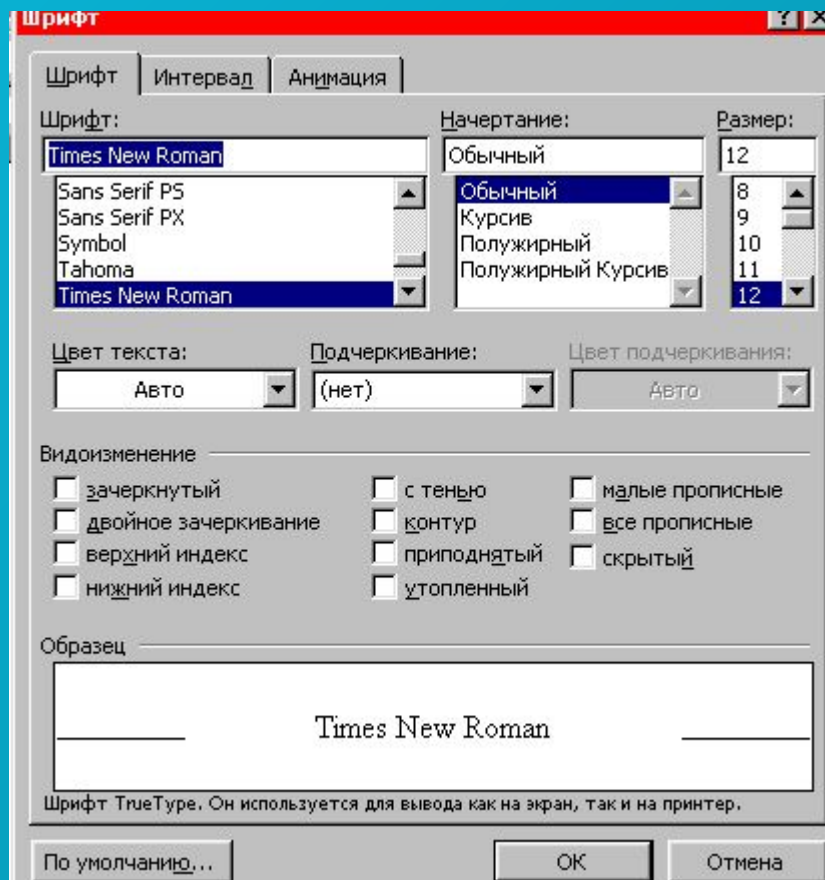 Шрифт
Шрифт Интервал Анимация
Шрифт: Начертание: Размер:
Times New Roman Обычный 12
Sans Serif PS Обычный 8
Sans Serif PX Курсив 9
Symbol Полужирный 10
Tahoma Полужирный Курсив 11
Times New Roman 12
Цвет текста: Подчеркивание: Цвет подчеркивания:
Авто (нет) Авто
Видоизменение
зачеркнутый с тенью малые прописные
двойное зачеркивание контур все прописные
верхний индекс приподнятый скрытый
нижний индекс утопленный
Образец
Times New Roman
Шрифт TrueType. Он используется для вывода как на экран, так и на принтер.
По умолчанию... ОК Отмена